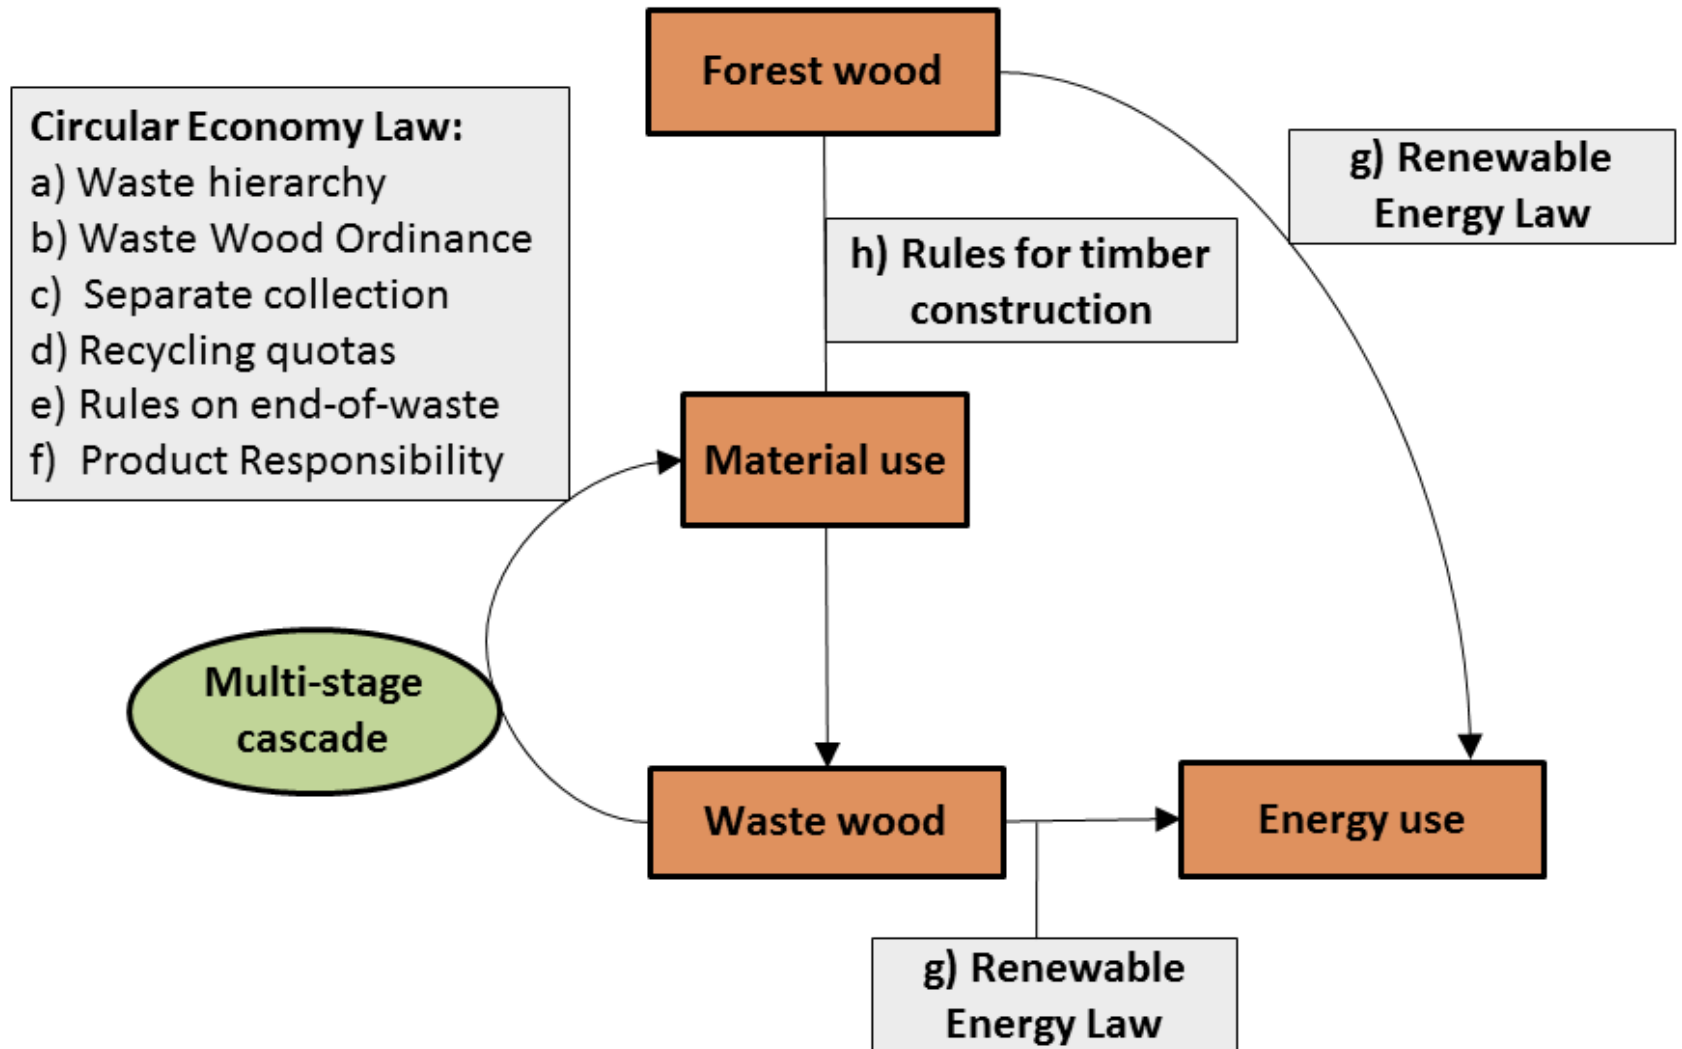 Forest wood
Circular Economy Law:
a) Waste hierarchy
b) Waste Wood Ordinance
c) Separate collection
d) Recycling quotas
e) Rules on end-of-waste
f) Product Responsibility
g) Renewable
Energy Law
h) Rules for timber
construction
Material use
Multi-stage
cascade
Waste wood
Energy use
g) Renewable
Energy Law